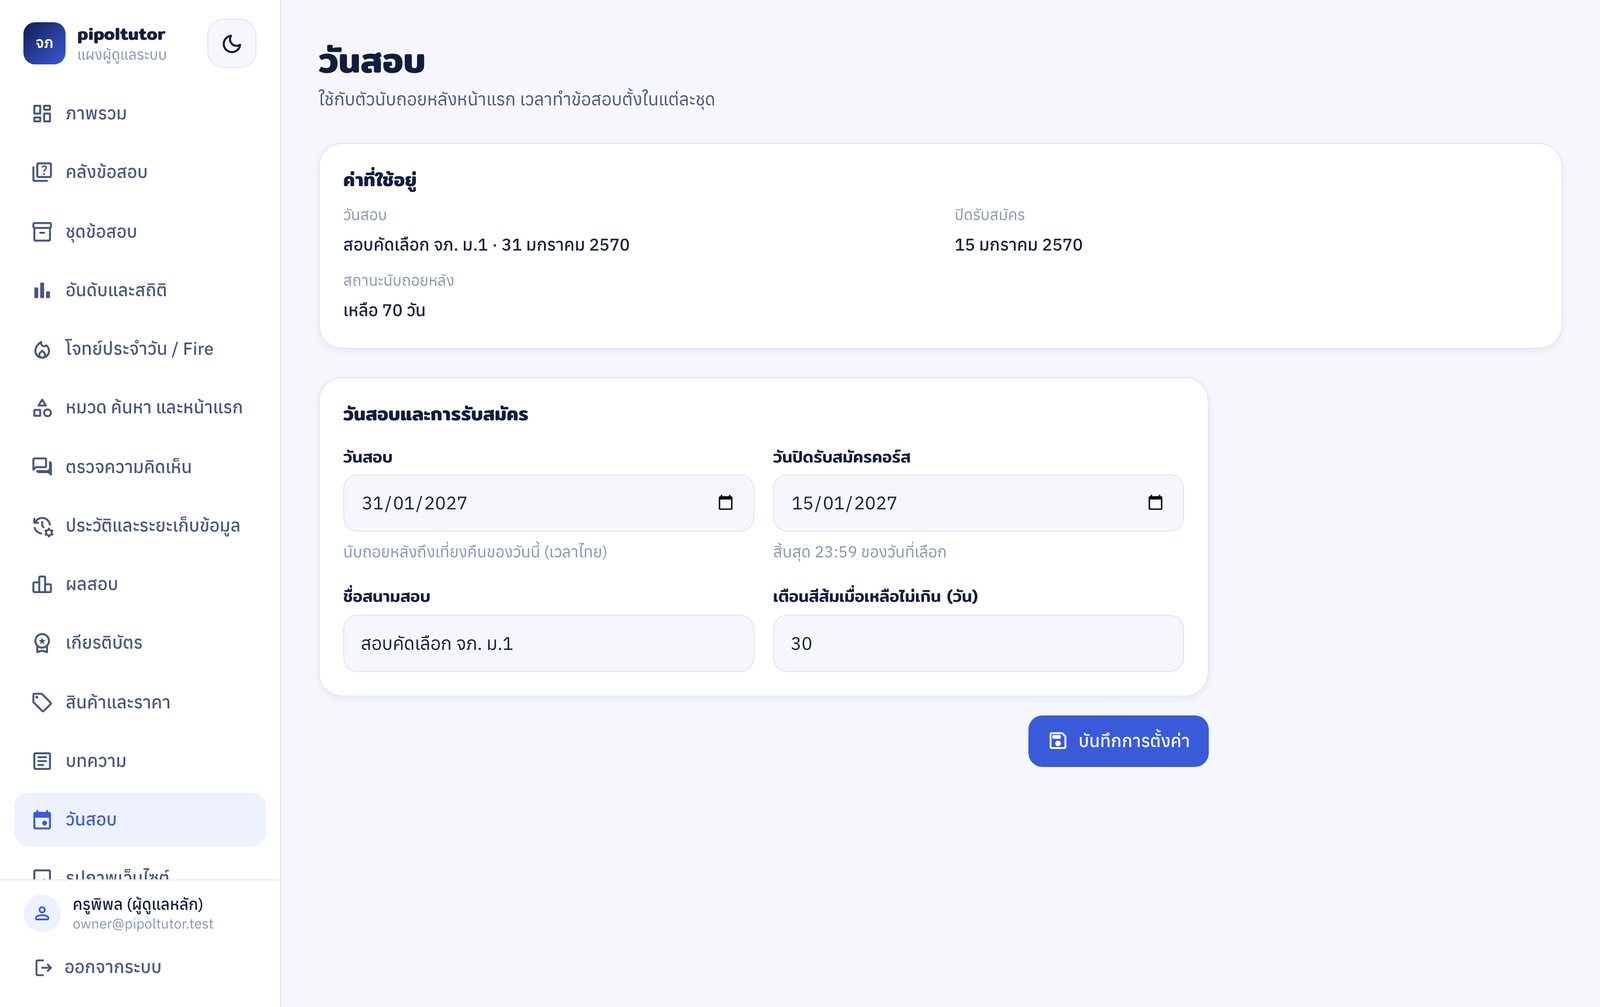 จภ
pipoltutor
แผงผู้ดูแลระบบ
ภาพรวม
คลังข้อสอบ
ชุดข้อสอบ
อันดับและสถิติ
โจทย์ประจำวัน / Fire
หมวด ค้นหา และหน้าแรก
ตรวจความคิดเห็น
ประวัติและระยะเก็บข้อมูล
ผลสอบ
เกียรติบัตร
สินค้าและราคา
บทความ
วันสอบ
รูปภาพเว็บไซต์
ครูพิพล (ผู้ดูแลหลัก)
owner@pipoltutor.test
ออกจากระบบ
วันสอบ
ใช้กับตัวนับถอยหลังหน้าแรก เวลาทำข้อสอบตั้งในแต่ละชุด
ค่าที่ใช้อยู่
วันสอบ
สอบคัดเลือก จภ. ม.1 · 31 มกราคม 2570
ปิดรับสมัคร
15 มกราคม 2570
สถานะนับถอยหลัง
เหลือ 70 วัน
วันสอบและการรับสมัคร
วันสอบ
31/01/2027
นับถอยหลังถึงเที่ยงคืนของวันนี้ (เวลาไทย)
วันปิดรับสมัครคอร์ส
15/01/2027
สิ้นสุด 23:59 ของวันที่เลือก
ชื่อสนามสอบ
สอบคัดเลือก จภ. ม.1
เตือนสีส้มเมื่อเหลือไม่เกิน (วัน)
30
บันทึกการตั้งค่า